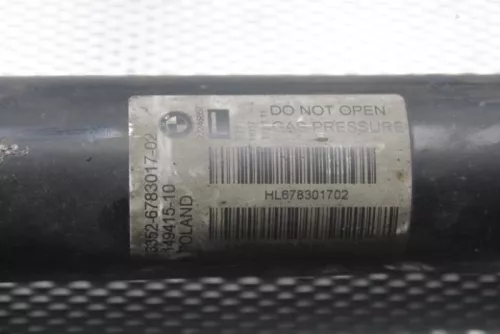 DO NOT OPEN
GAS PRESSURE
L
HL678301702
3352-6783017-02
149415-10
POLAND